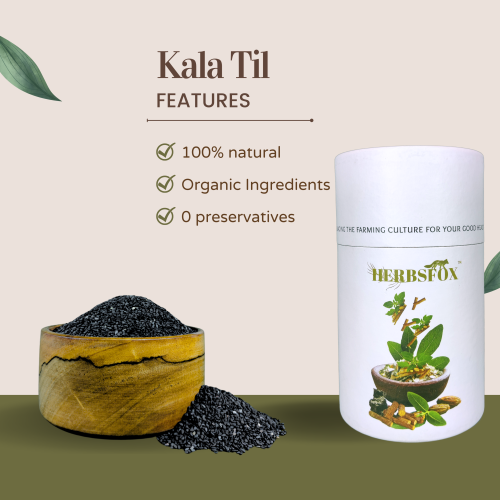 Kala Til
FEATURES
100% natural
Organic Ingredients
0 preservatives
THE FARMING CULTURE FOR YOUR GOOD
HERBSFOX